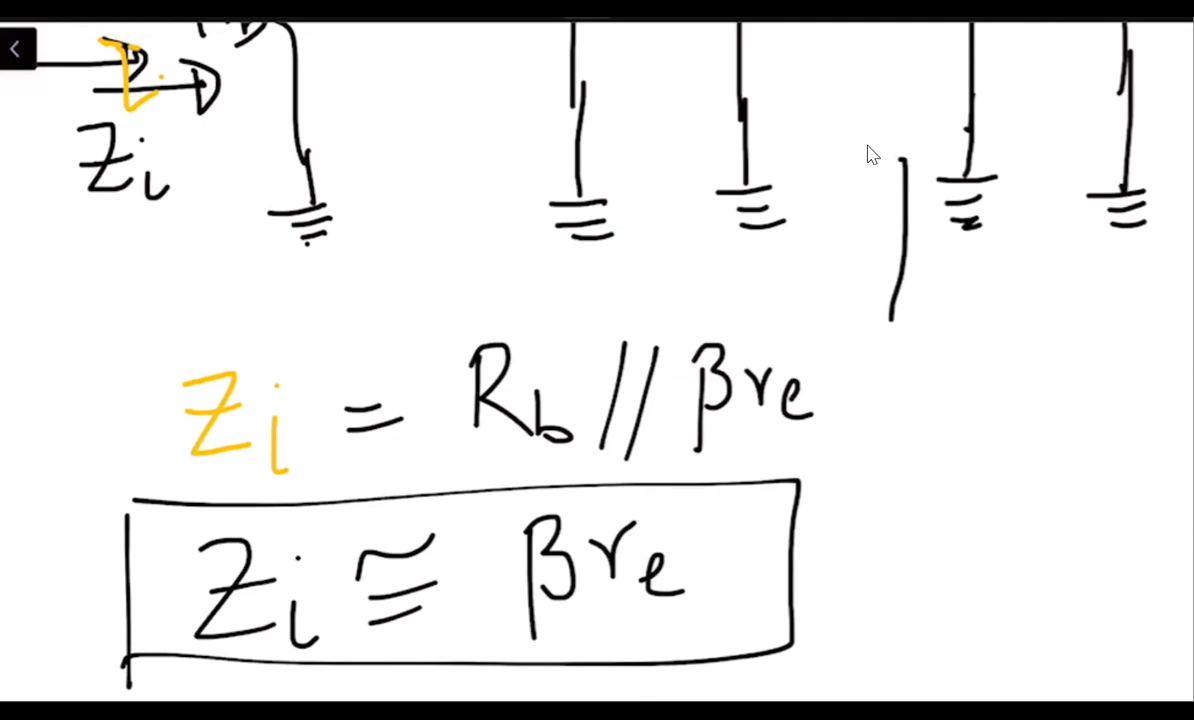 Zi
Zi = Rb // βre
Zi ≅ βre